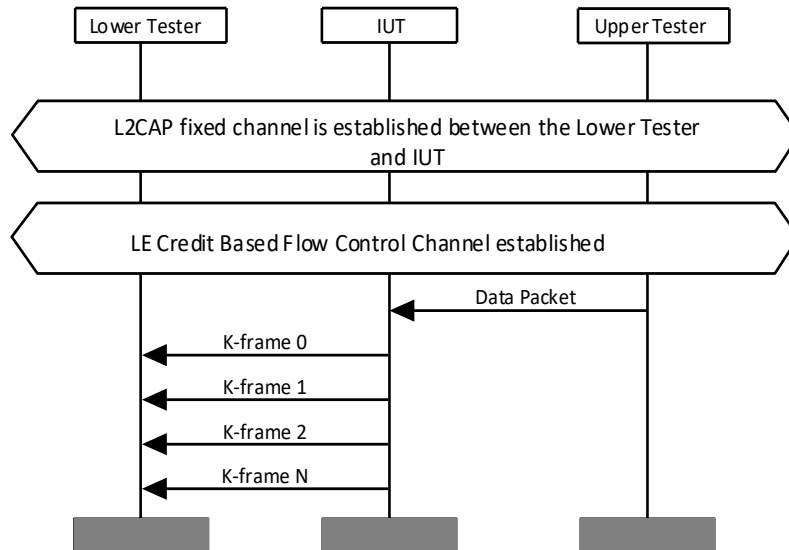 Lower Tester
IUT
Upper Tester
L2CAP fixed channel is established between the Lower Tester
and IUT
LE Credit Based Flow Control Channel established
Data Packet
K-frame 0
K-frame 1
K-frame 2
K-frame N